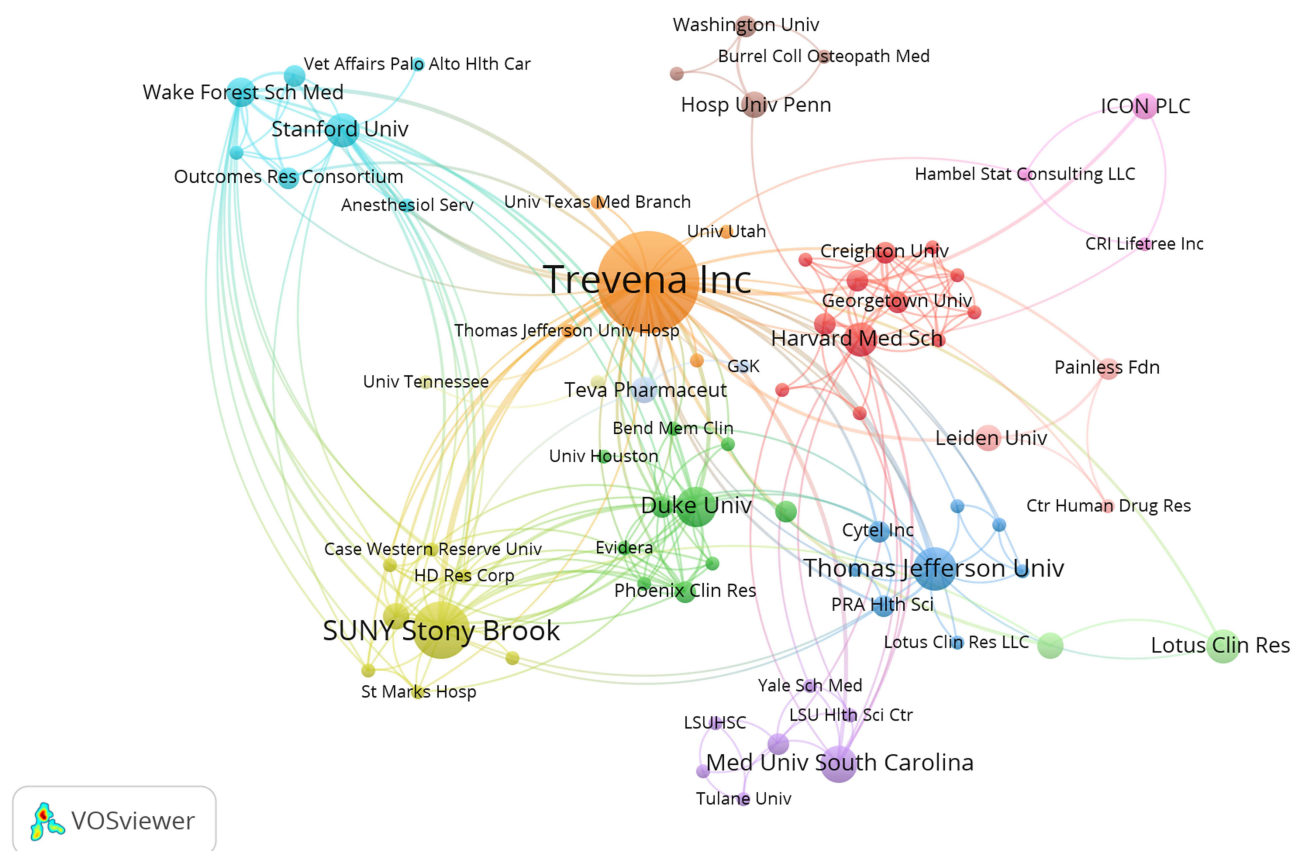 Washington Univ
Burrel Coll Osteopath Med
Vet Affairs Palo Alto Hlth Car
Wake Forest Sch Med
Hosp Univ Penn
ICON PLC
Stanford Univ
Outcomes Res Consortium
Hambel Stat Consulting LLC
Anesthesiol Serv
Univ Texas Med Branch
Univ Utah
CRI Lifetree Inc
Creighton Univ
Trevena Inc
Georgetown Univ
Thomas Jefferson Univ Hosp
Harvard Med Sch
GSK
Painless Fdn
Univ Tennessee
Teva Pharmaceut
Bend Mem Clin
Leiden Univ
Univ Houston
Duke Univ
Ctr Human Drug Res
Cytel Inc
Case Western Reserve Univ
Evidera
HD Res Corp
Thomas Jefferson Univ
Phoenix Clin Res
PRA Hlth Sci
SUNY Stony Brook
Lotus Clin Res LLC
Lotus Clin Res
St Marks Hosp
Yale Sch Med
LSUHSC
LSU Hlth Sci Ctr
Med Univ South Carolina
Tulane Univ
VOSviewer